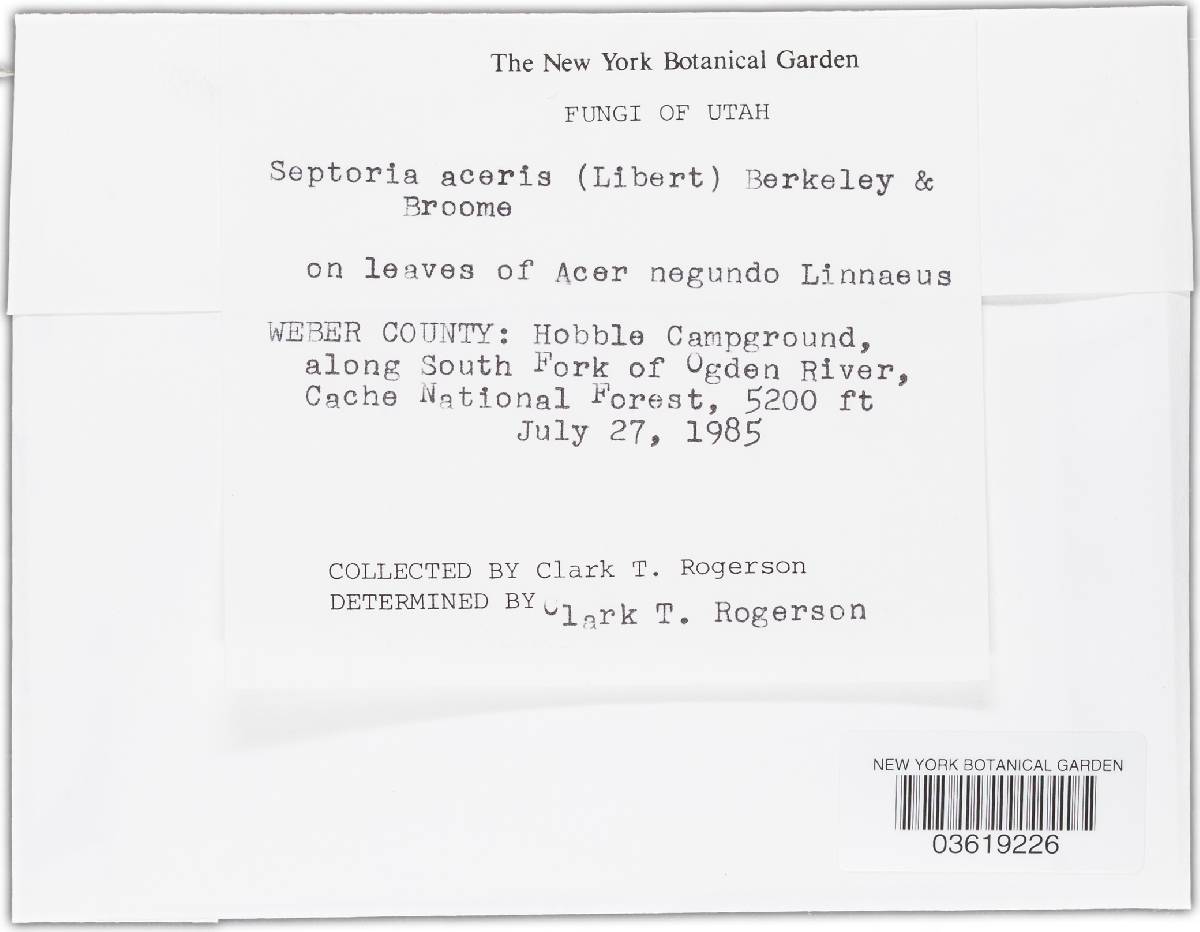 The New York Botanical Garden
FUNGI OF UTAH
Septoria aceris (Libert) Berkeley &
Broome
on leaves of Acer negundo Linnaeus
WEBER COUNTY: Hobble Campground,
along South Fork of Ogden River,
Cache National Forest, 5200 ft
July 27, 1985
COLLECTED BY Clark T. Rogerson
DETERMINED BY Clark T. Rogerson
NEW YORK BOTANICAL GARDEN
03619226